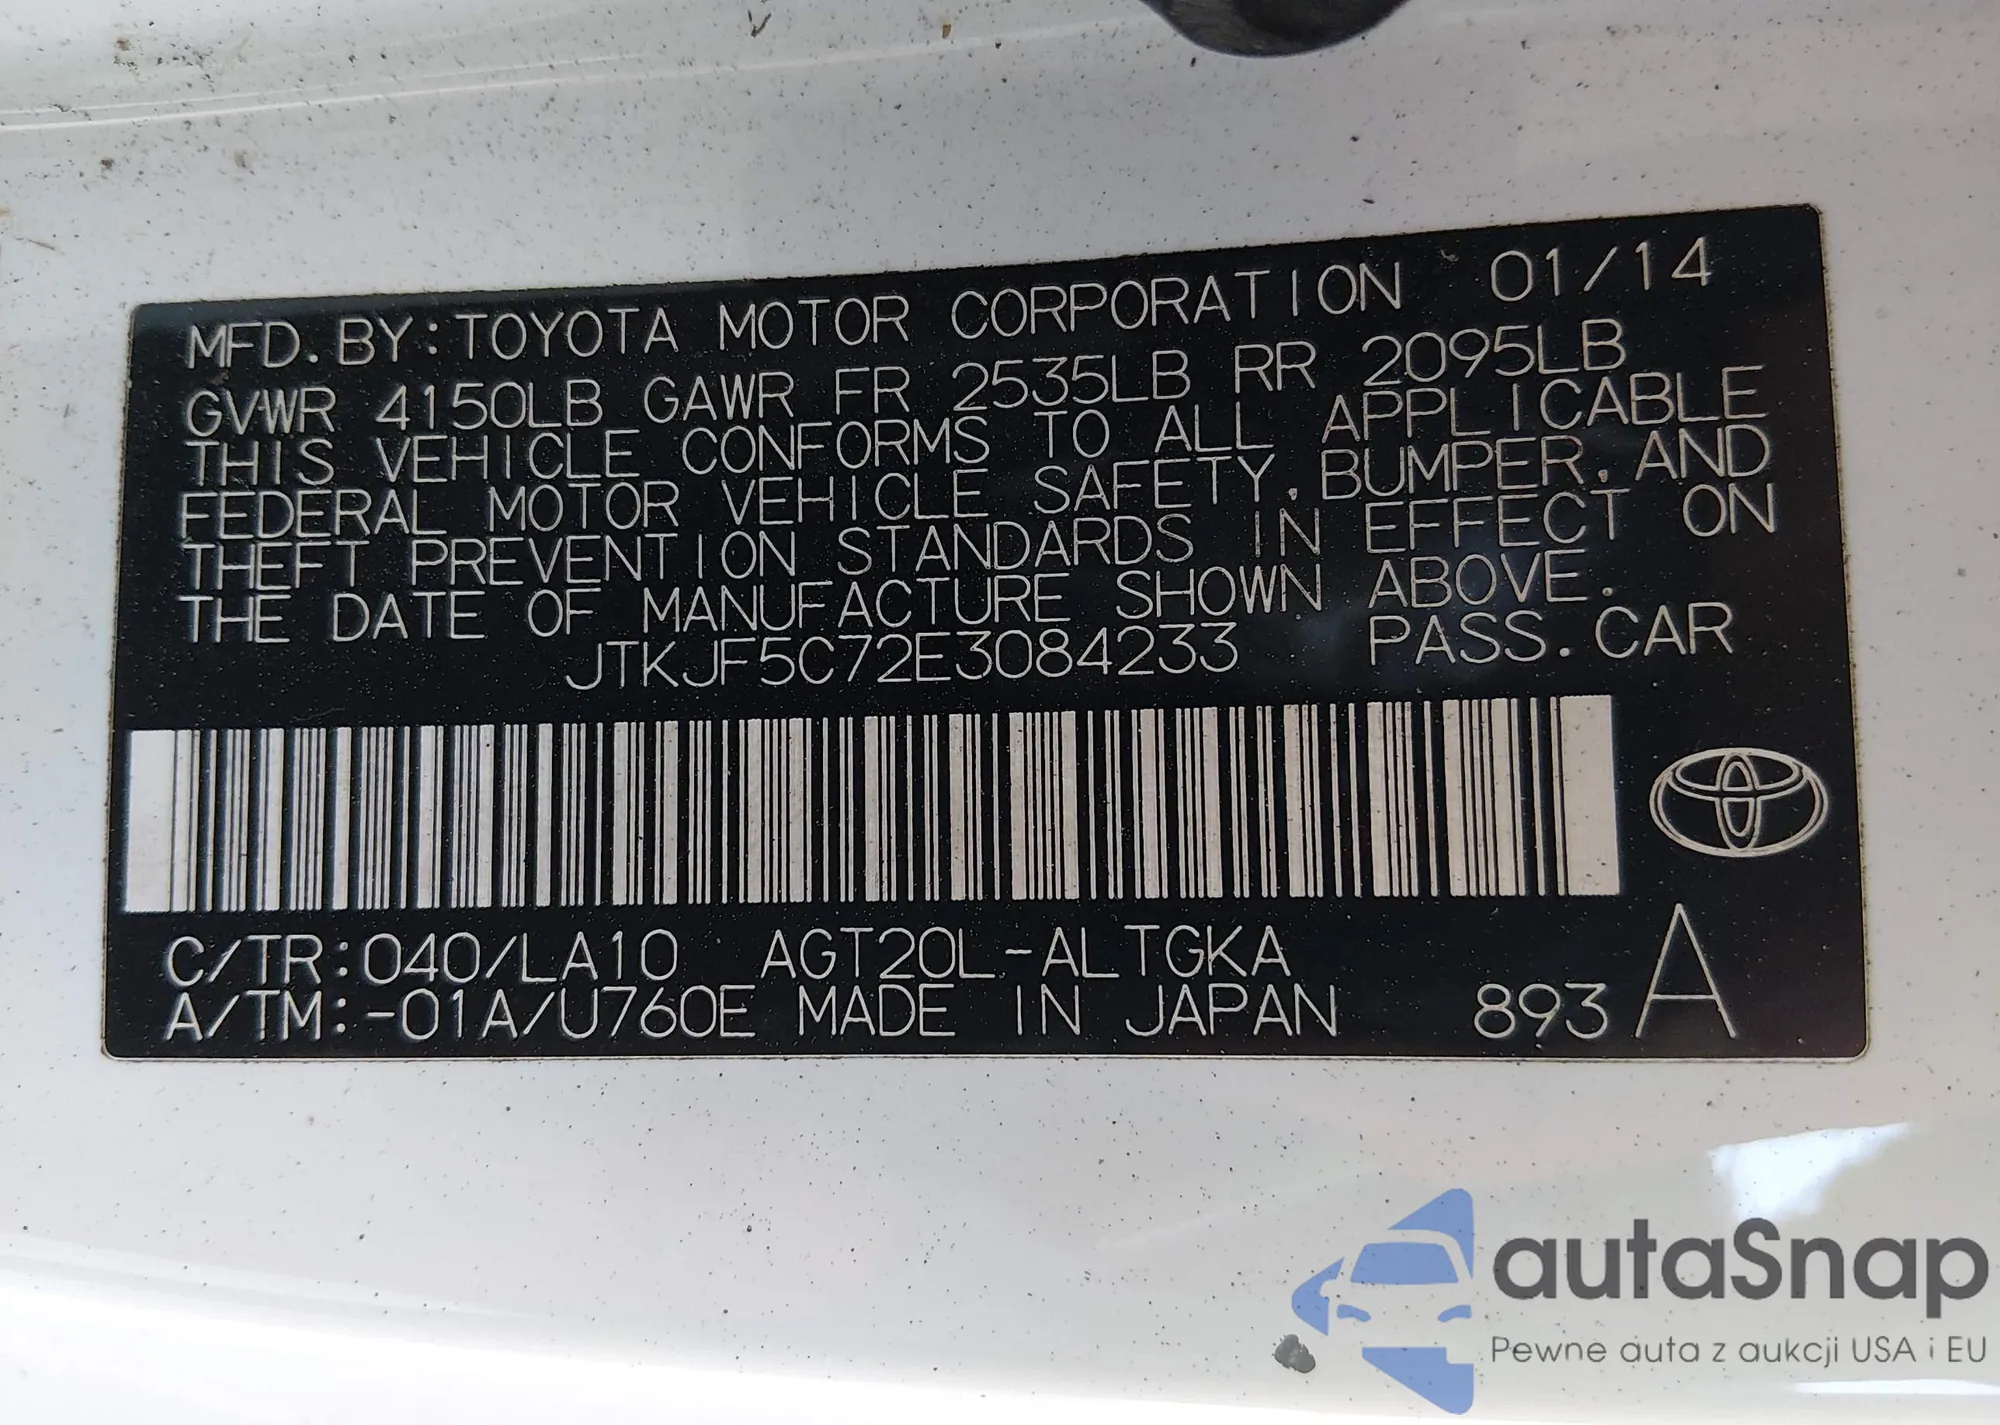 MFD. BY: TOYOTA MOTOR CORPORATION 01/14
GVWR 4150LB GAWR FR 2535LB RR 2095LB
THIS VEHICLE CONFORMS TO ALL APPLICABLE
FEDERAL MOTOR VEHICLE SAFETY, BUMPER, AND
THEFT PREVENTION STANDARDS IN EFFECT ON
THE DATE OF MANUFACTURE SHOWN ABOVE.
JTKJF5C72E3084233 PASS. CAR
C/TR: 040/LA10 AGT20L-ALTGKA
A/TM: -01A/U760E MADE IN JAPAN 893 A
autaSnap
Pewne auta z aukcji USA i EU